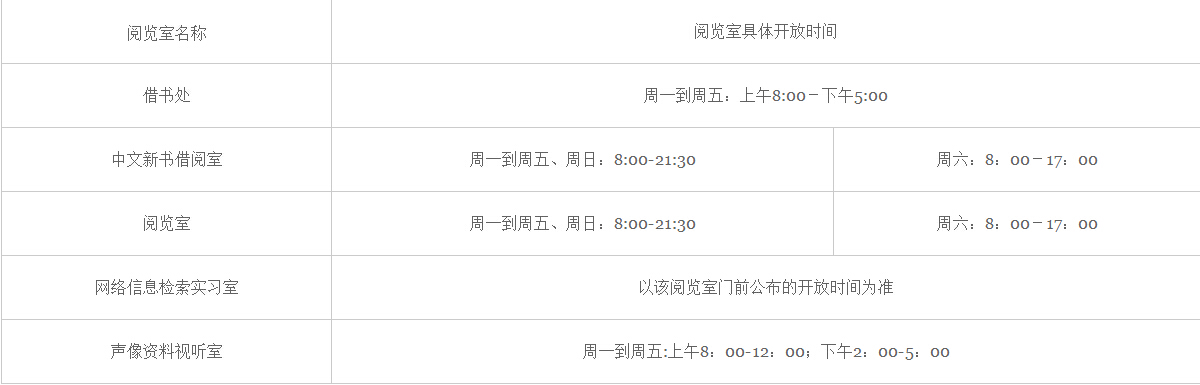 阅览室名称 阅览室具体开放时间
借书处 周一到周五：上午8:00－下午5:00
中文新书借阅室 周一到周五、周日：8:00-21:30 周六：8：00－17：00
阅览室 周一到周五、周日：8:00-21:30 周六：8：00－17：00
网络信息检索实习室 以该阅览室门前公布的开放时间为准
声像资料视听室 周一到周五:上午8：00-12：00；下午2：00-5：00